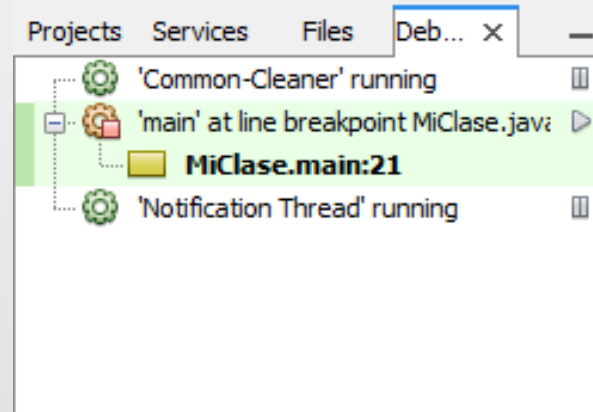 Projects Services Files Deb...
'Common-Cleaner' running
'main' at line breakpoint MiClase.java
MiClase.main:21
'Notification Thread' running